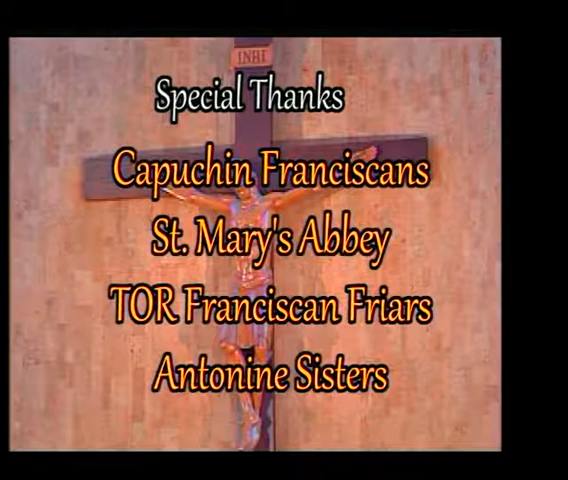 INRI
Special Thanks
Capuchin Franciscans
St. Mary's Abbey
TOR Franciscan Friars
Antonine Sisters